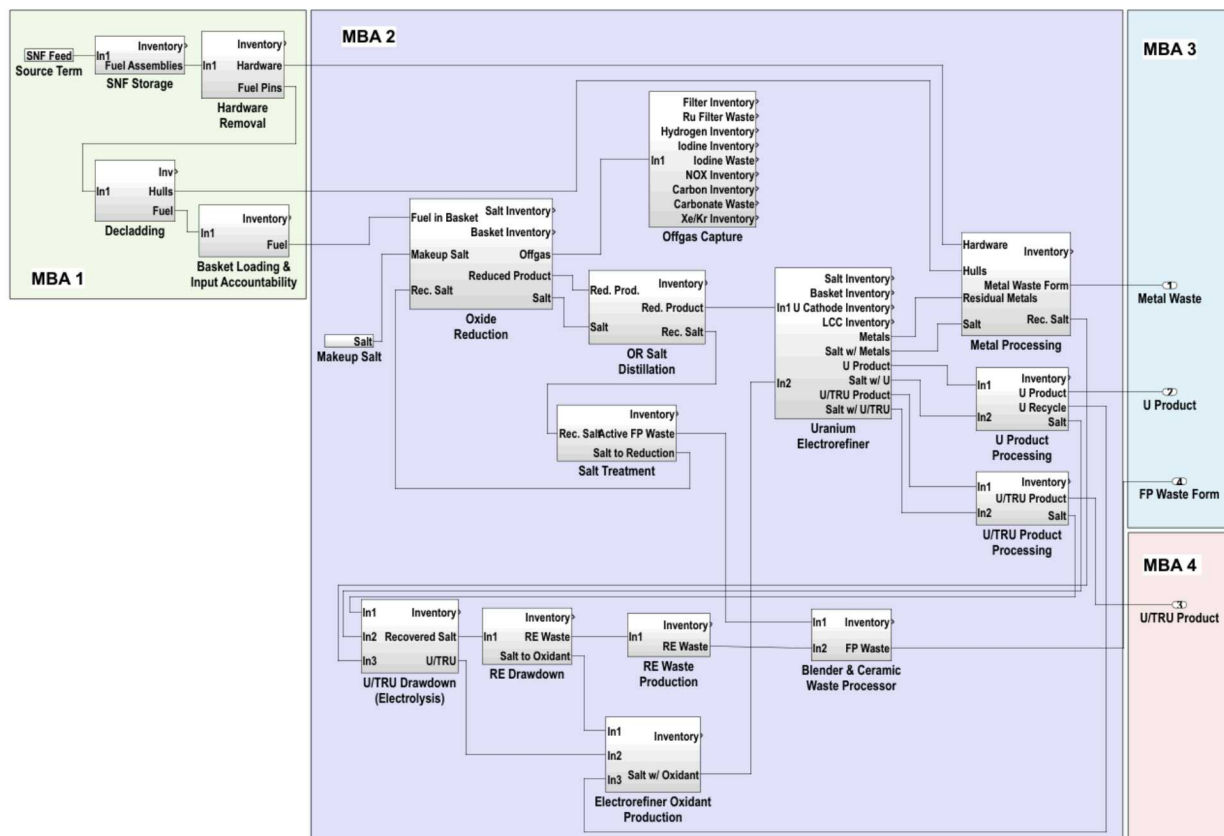 MBA 1
SNF Feed
Source Term
Inventory
In1
Fuel Assemblies
SNF Storage
Inventory
In1
Hardware
Fuel Pins
Hardware
Removal
Inv
In1
Hulls
Fuel
Decladding
Inventory
In1
Fuel
Basket Loading &
Input Accountability
MBA 2
Filter Inventory
Ru Filter Waste
Hydrogen Inventory
Iodine Inventory
In1
Iodine Waste
NOX Inventory
Carbon Inventory
Carbonate Waste
Xe/Kr Inventory
Offgas Capture
Fuel in Basket
Salt Inventory
Basket Inventory
Makeup Salt
Offgas
Reduced Product
Rec. Salt
Salt
Oxide
Reduction
Salt
Makeup Salt
Inventory
Red. Prod.
Red. Product
Salt
Rec. Salt
OR Salt
Distillation
Salt Inventory
Basket Inventory
In1
U Cathode Inventory
LCC Inventory
Metals
Salt w/ Metals
U Product
In2
Salt w/ U
U/TRU Product
Salt w/ U/TRU
Uranium
Electrorefiner
Hardware
Inventory
Hulls
Metal Waste Form
Residual Metals
Salt
Rec. Salt
Metal Processing
Inventory
In1
U Product
U Recycle
In2
Salt
U Product
Processing
Inventory
In1
U/TRU Product
In2
Salt
U/TRU Product
Processing
Inventory
Rec. Salt
Active FP Waste
Salt to Reduction
Salt Treatment
In1
Inventory
In2
Recovered Salt
In3
U/TRU
U/TRU Drawdown
(Electrolysis)
Inventory
In1
RE Waste
Salt to Oxidant
RE Drawdown
Inventory
In1
RE Waste
RE Waste
Production
In1
Inventory
In2
FP Waste
Blender & Ceramic
Waste Processor
In1
Inventory
In2
In3
Salt w/ Oxidant
Electrorefiner Oxidant
Production
MBA 3
1
Metal Waste
2
U Product
4
FP Waste Form
MBA 4
3
U/TRU Product